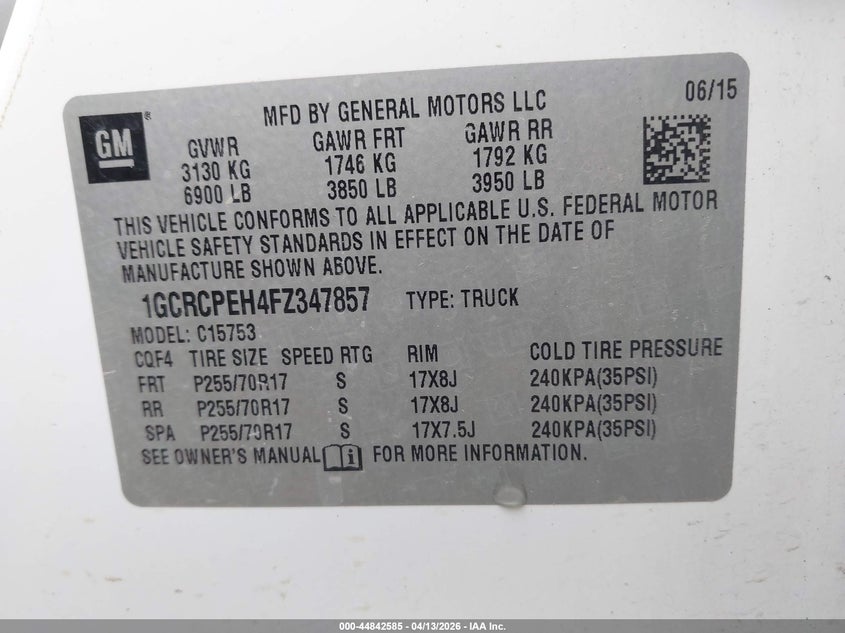 06/15
GM®
MFD BY GENERAL MOTORS LLC
GVWR GAWR FRT GAWR RR
3130 KG 1746 KG 1792 KG
6900 LB 3850 LB 3950 LB
THIS VEHICLE CONFORMS TO ALL APPLICABLE U.S. FEDERAL MOTOR
VEHICLE SAFETY STANDARDS IN EFFECT ON THE DATE OF
MANUFACTURE SHOWN ABOVE.
1GCRCPEH4FZ347857 TYPE: TRUCK
MODEL: C15753
CQF4 TIRE SIZE SPEED RTG RIM COLD TIRE PRESSURE
FRT P255/70R17 S 17X8J 240KPA(35PSI)
RR P255/70R17 S 17X8J 240KPA(35PSI)
SPA P255/70R17 S 17X7.5J 240KPA(35PSI)
SEE OWNER'S MANUAL FOR MORE INFORMATION.
000-44842585 - 04/13/2026 - IAA Inc.